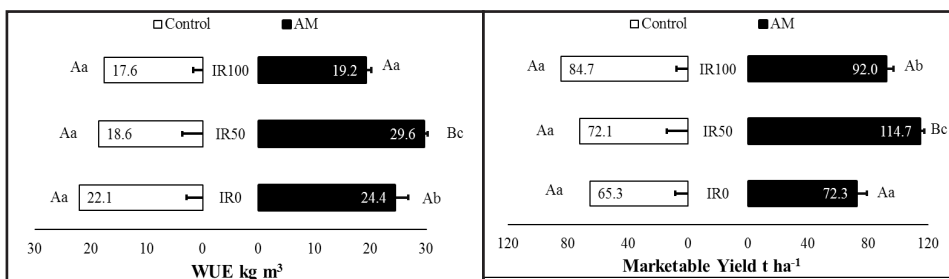 Control AM
Aa 17.6 IR100 19.2 Aa
Aa 18.6 IR50 29.6 Bc
Aa 22.1 IR0 24.4 Ab
30 20 10 0 0 10 20 30
WUE kg m³
Control AM
Aa 84.7 IR100 92.0 Ab
Aa 72.1 IR50 114.7 Bc
Aa 65.3 IR0 72.3 Aa
120 80 40 0 0 40 80 120
Marketable Yield t ha⁻¹